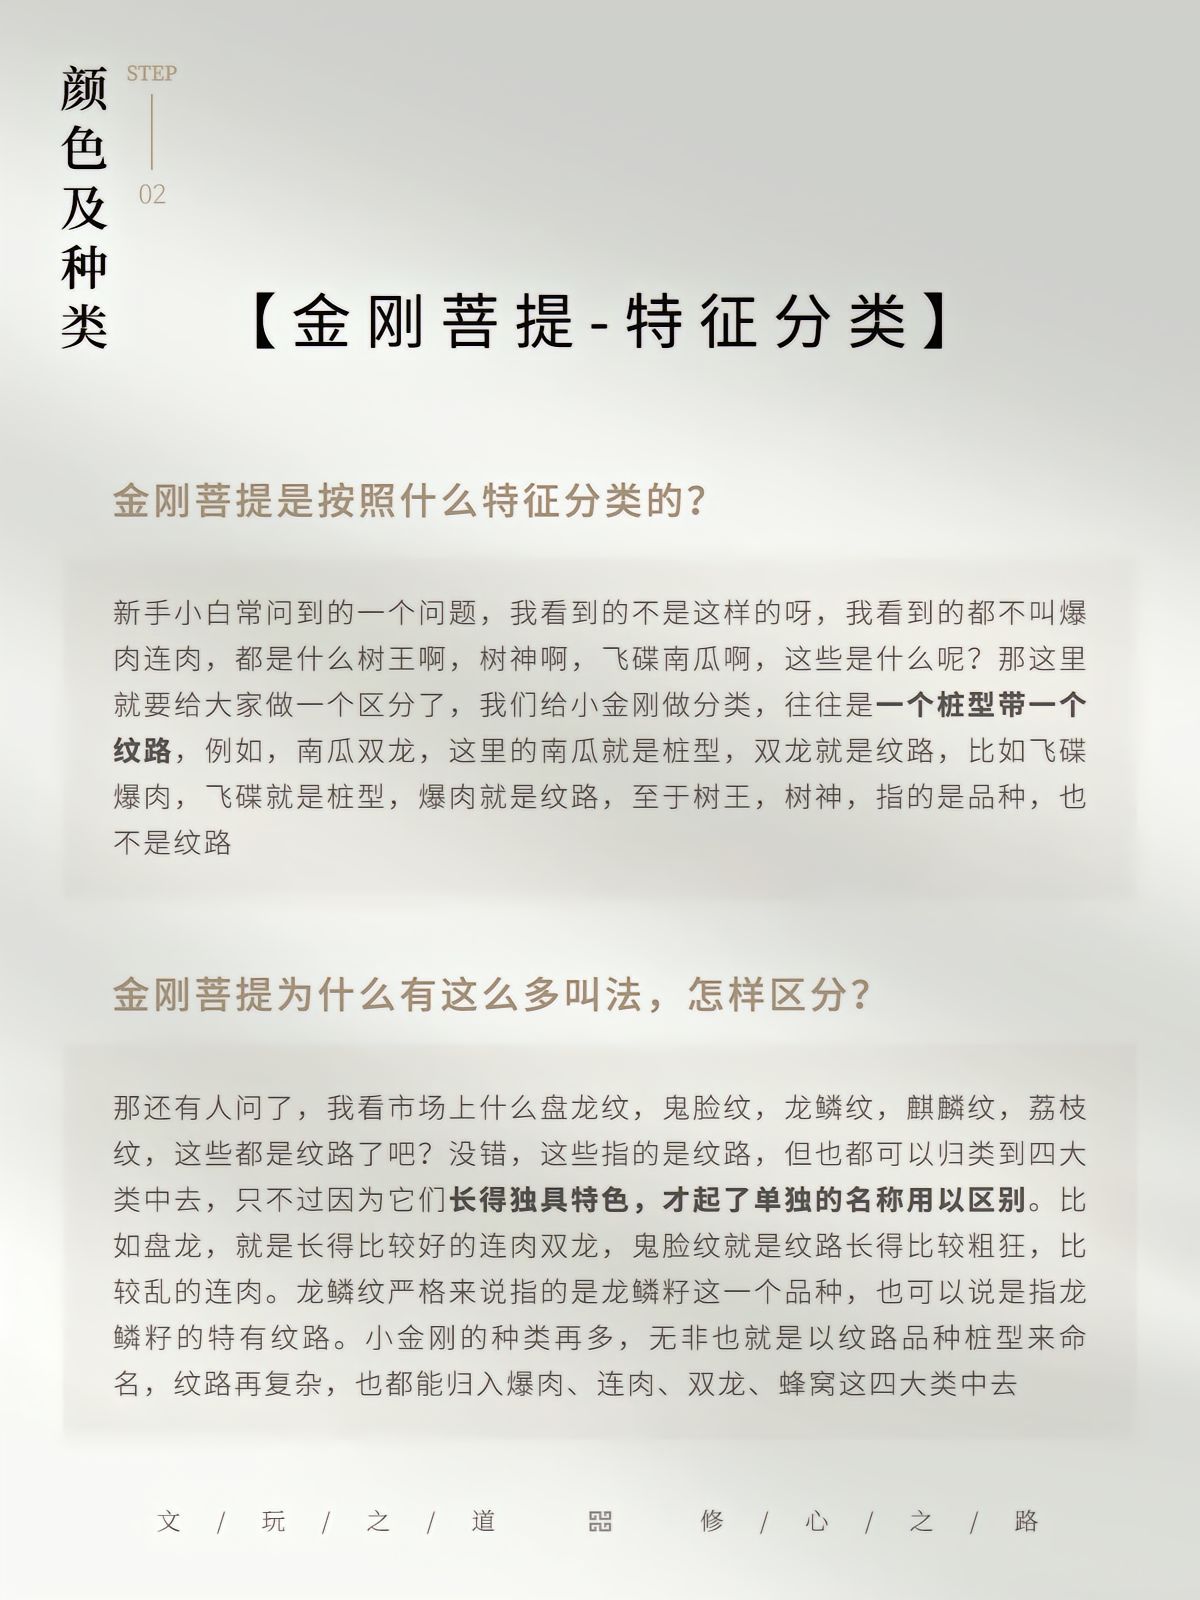 颜色及种类
STEP
02
【金刚菩提-特征分类】
金刚菩提是按照什么特征分类的？
新手小白常问到的一个问题，我看到的不是这样的呀，我看到的都不叫爆
肉连肉，都是什么树王啊，树神啊，飞碟南瓜啊，这些是什么呢？那这里
就要给大家做一个区分了，我们给小金刚做分类，往往是一个桩型带一个
纹路，例如，南瓜双龙，这里的南瓜就是桩型，双龙就是纹路，比如飞碟
爆肉，飞碟就是桩型，爆肉就是纹路，至于树王，树神，指的是品种，也
不是纹路
金刚菩提为什么有这么多叫法，怎样区分？
那还有人问了，我看市场上什么盘龙纹，鬼脸纹，龙鳞纹，麒麟纹，荔枝
纹，这些都是纹路了吧？没错，这些指的是纹路，但也都可以归类到四大
类中去，只不过因为它们长得独具特色，才起了单独的名称用以区别。比
如盘龙，就是长得比较好的连肉双龙，鬼脸纹就是纹路长得比较粗狂，比
较乱的连肉。龙鳞纹严格来说指的是龙鳞籽这一个品种，也可以说是指龙
鳞籽的特有纹路。小金刚的种类再多，无非也就是以纹路品种桩型来命
名，纹路再复杂，也都能归入爆肉、连肉、双龙、蜂窝这四大类中去
文/玩/之/道 修/心/之/路